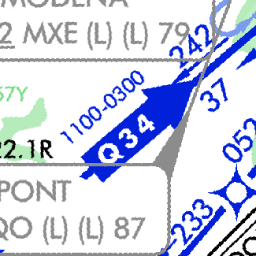 MODENA
2 MXE (L) (L) 79
242
57Y
1100-0300
37
Q34
22.1R
052
PONT
QO (L) (L) 87
233